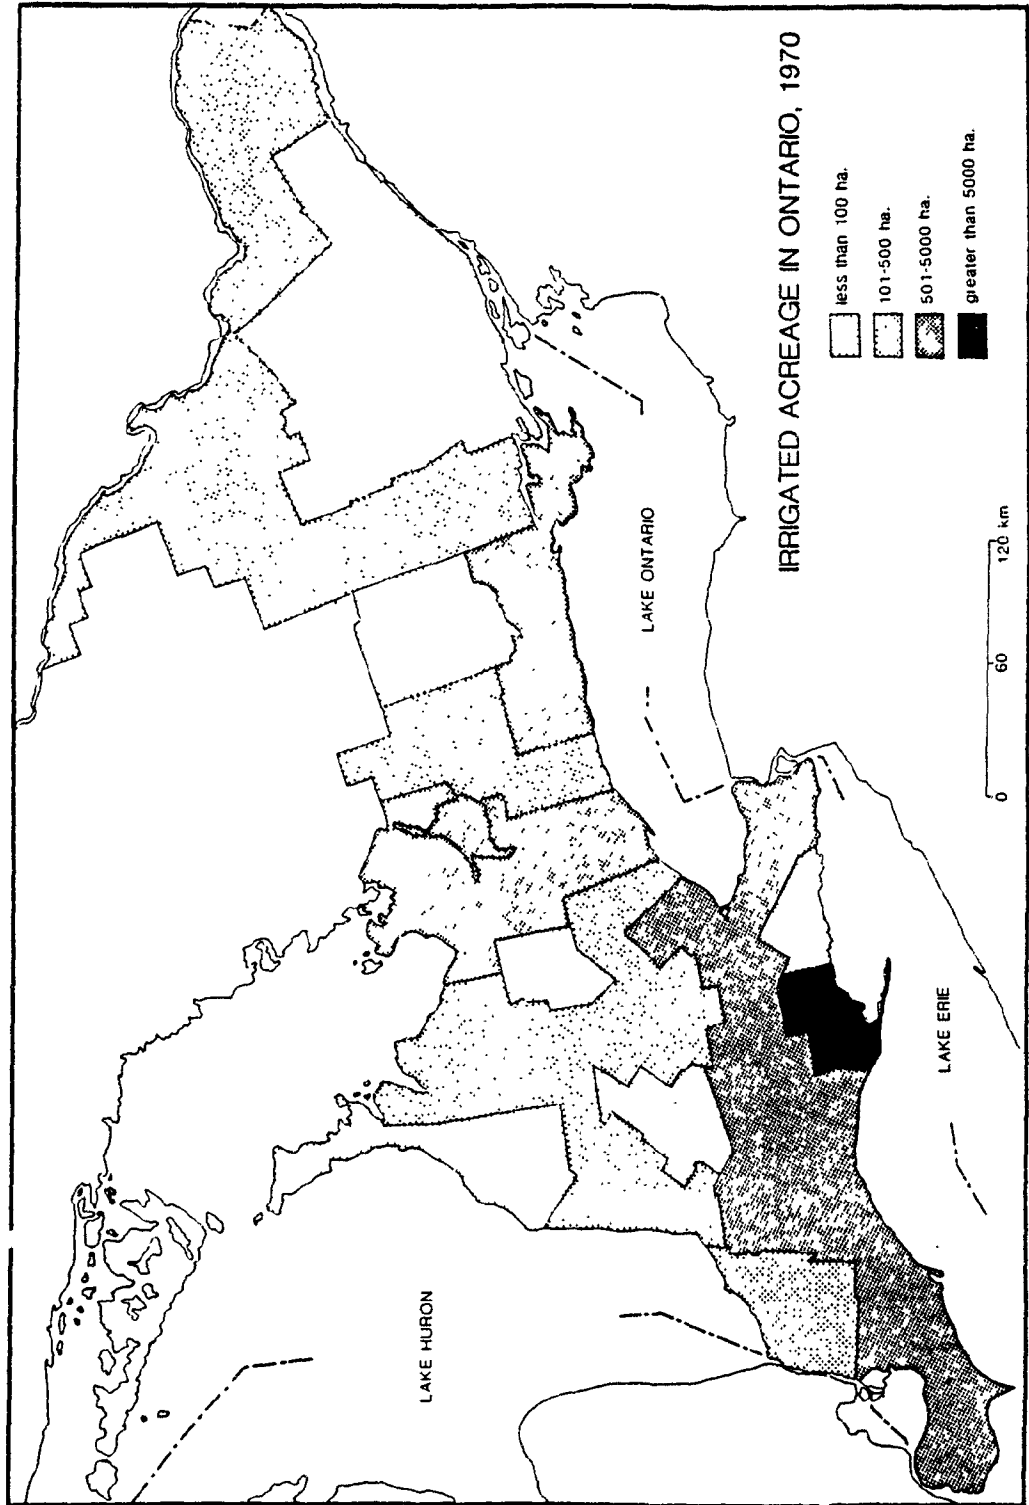 IRRIGATED ACREAGE IN ONTARIO, 1970
less than 100 ha.
101-500 ha.
501-5000 ha.
greater than 5000 ha.
LAKE HURON
LAKE ONTARIO
LAKE ERIE
0 60 120 km